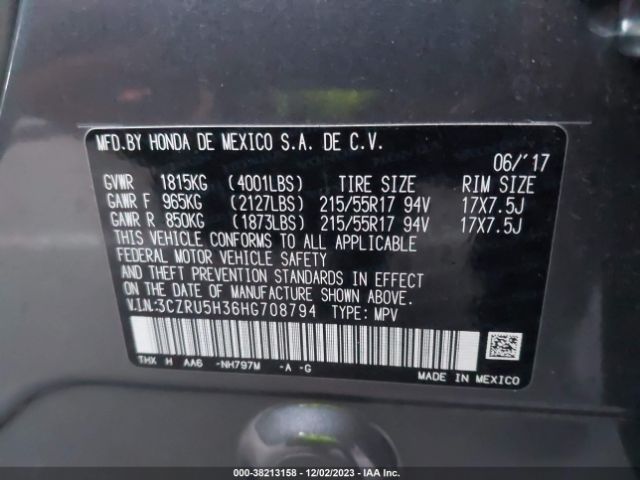 MFD.BY HONDA DE MEXICO S.A. DE C.V.
06/'17
GVWR 1815KG (4001LBS) TIRE SIZE RIM SIZE
GAWR F 965KG (2127LBS) 215/55R17 94V 17X7.5J
GAWR R 850KG (1873LBS) 215/55R17 94V 17X7.5J
THIS VEHICLE CONFORMS TO ALL APPLICABLE
FEDERAL MOTOR VEHICLE SAFETY
AND THEFT PREVENTION STANDARDS IN EFFECT
ON THE DATE OF MANUFACTURE SHOWN ABOVE.
V.I.N:3CZRU5H36HG708794 TYPE: MPV
THX H AA6 -NH797M -A -G
MADE IN MEXICO
000-38213158 - 12/02/2023 - IAA Inc.